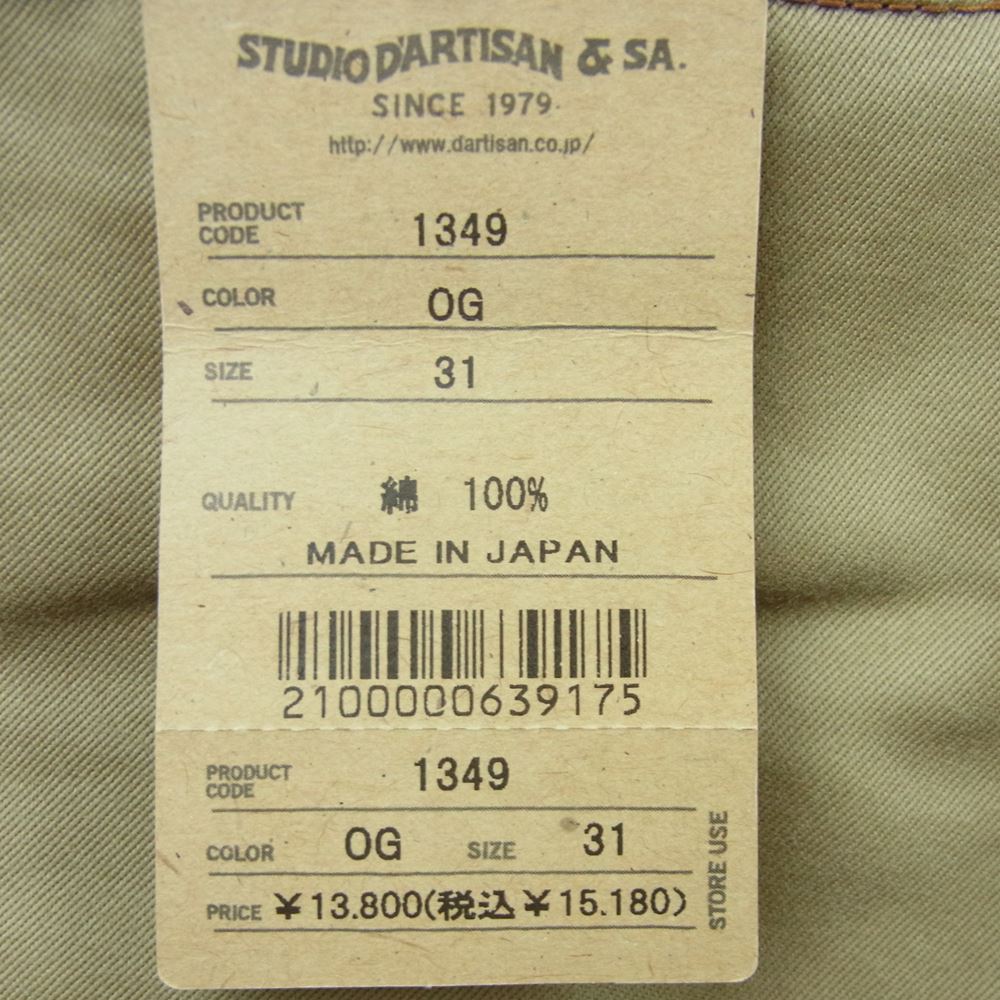 STUDIO D'ARTISAN & SA.
SINCE 1979
http://www.dartisan.co.jp/
PRODUCT CODE 1349
COLOR OG
SIZE 31
QUALITY 綿 100%
MADE IN JAPAN
2100000639175
PRODUCT CODE 1349
COLOR OG SIZE 31
PRICE ¥13.800(税込¥15.180)
STORE USE